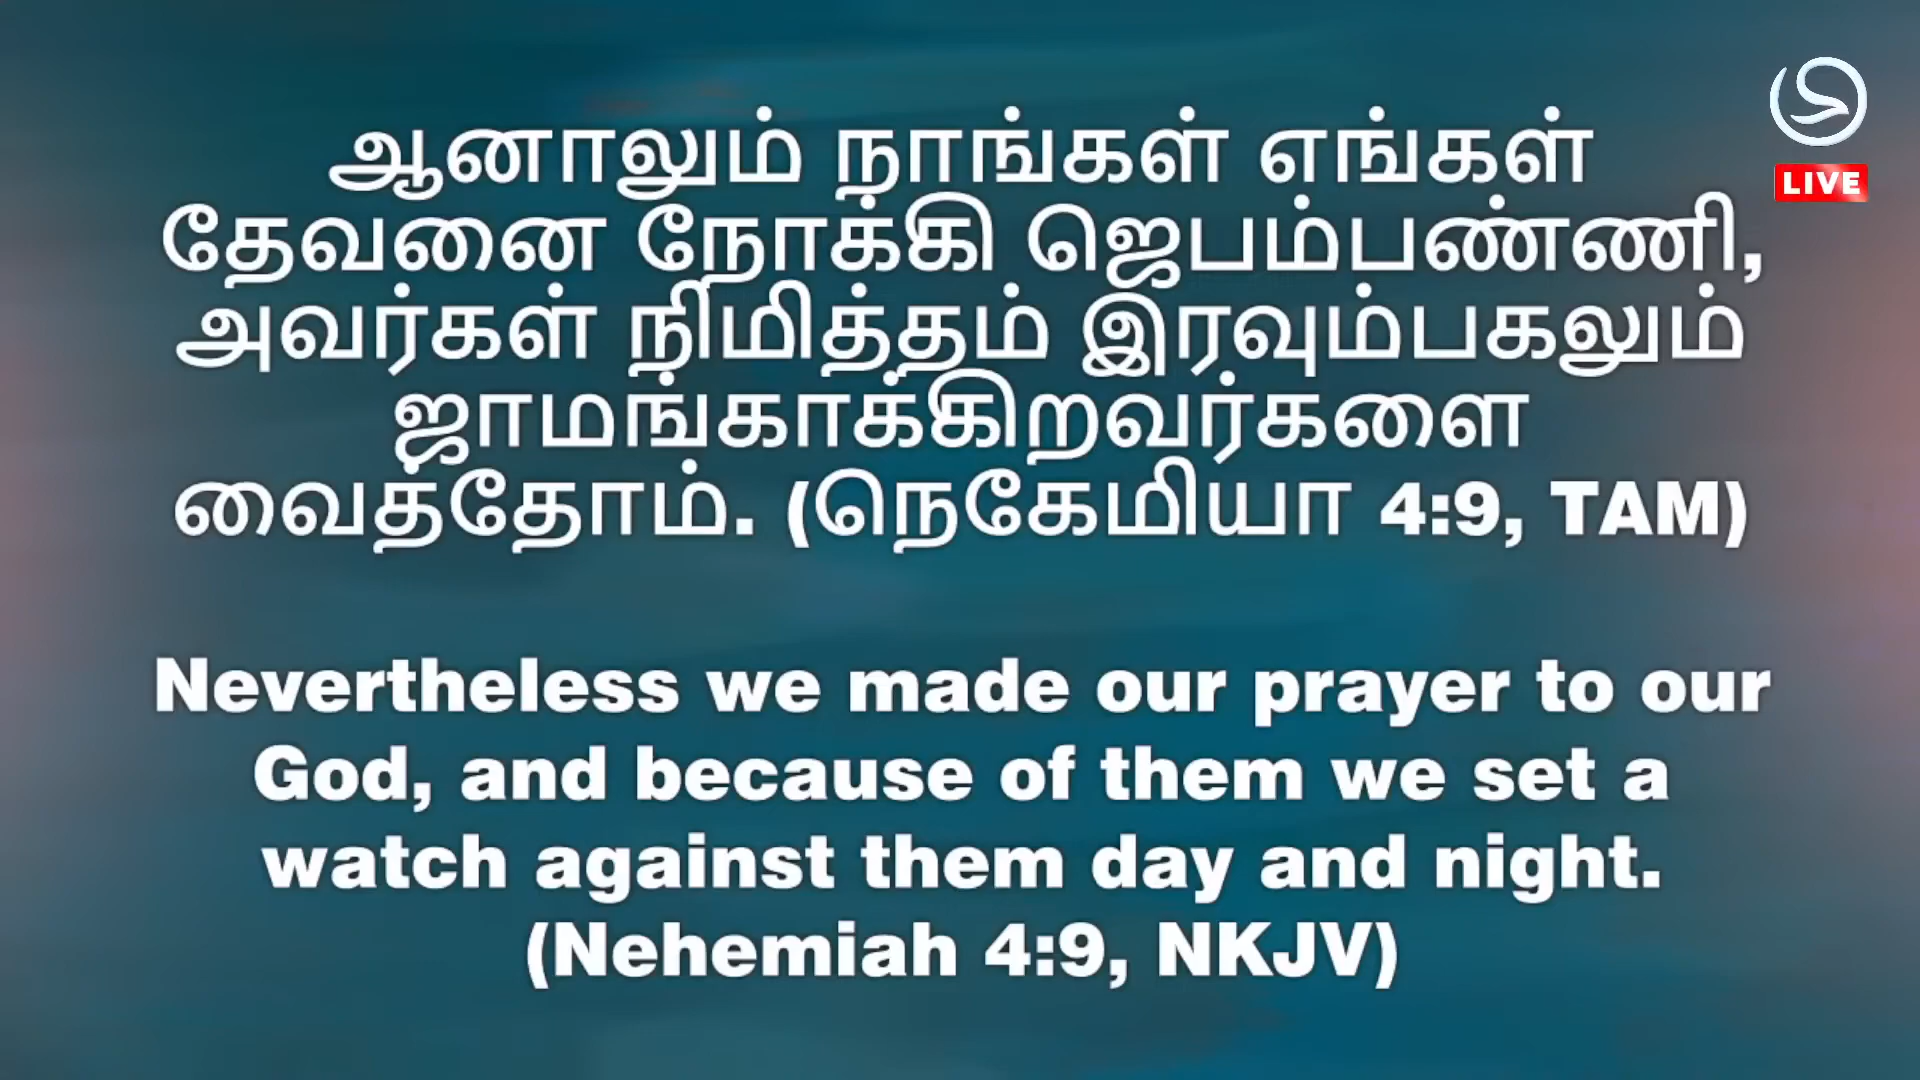 ஆனாலும் நாங்கள் எங்கள்
தேவனை நோக்கி ஜெபம்பண்ணி,
அவர்கள் நிமித்தம் இரவும்பகலும்
ஜாமங்காக்கிறவர்களை
வைத்தோம். (நெகேமியா 4:9, TAM)
Nevertheless we made our prayer to our
God, and because of them we set a
watch against them day and night.
(Nehemiah 4:9, NKJV)
LIVE